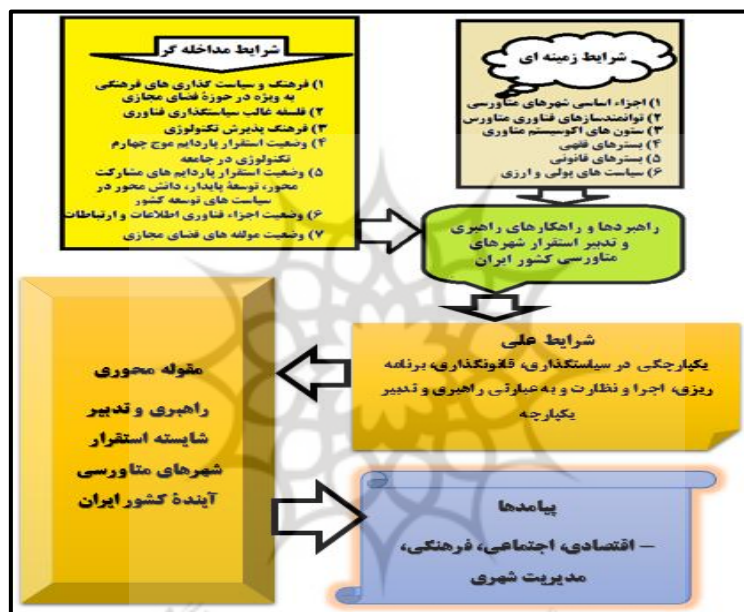 شرایط مداخله گر
۱) فرهنگ و سیاست گذاری های فرهنگی
به ویژه در حوزهٔ فضای مجازی
۲) فلسفه غالب سیاستگذاری فناوری
۳) فرهنگ پذیرش تکنولوژی
۴) وضعیت استقرار پاردایم موج چهارم
تکنولوژی در جامعه
۵) وضعیت استقرار پاردایم های مشارکت
محور، توسعهٔ پایدار، دانش محور در
سیاست های توسعه کشور
۶) وضعیت اجزاء فناوری اطلاعات و ارتباطات
۷) وضعیت مولفه های فضای مجازی
شرایط زمینه ای
۱) اجزاء اساسی شهرهای متاورسی
۲) توانمندسازهای فناوری متاورس
۳) ستون های اکوسیستم متاوری
۴) بسترهای فقهی
۵) بسترهای قانونی
۶) سیاست های پولی و ارزی
راهبردها و راهکارهای راهبری
و تدبیر استقرار شهرهای
متاورسی کشور ایران
شرایط علی
یکپارچگی در سیاستگذاری، قانونگذاری، برنامه
ریزی، اجرا و نظارت و به عبارتی راهبری و تدبیر
یکپارچه
مقوله محوری
راهبری و تدبیر
شایسته استقرار
شهرهای متاورسی
آیندهٔ کشور ایران
پیامدها
– اقتصادی، اجتماعی، فرهنگی،
مدیریت شهری